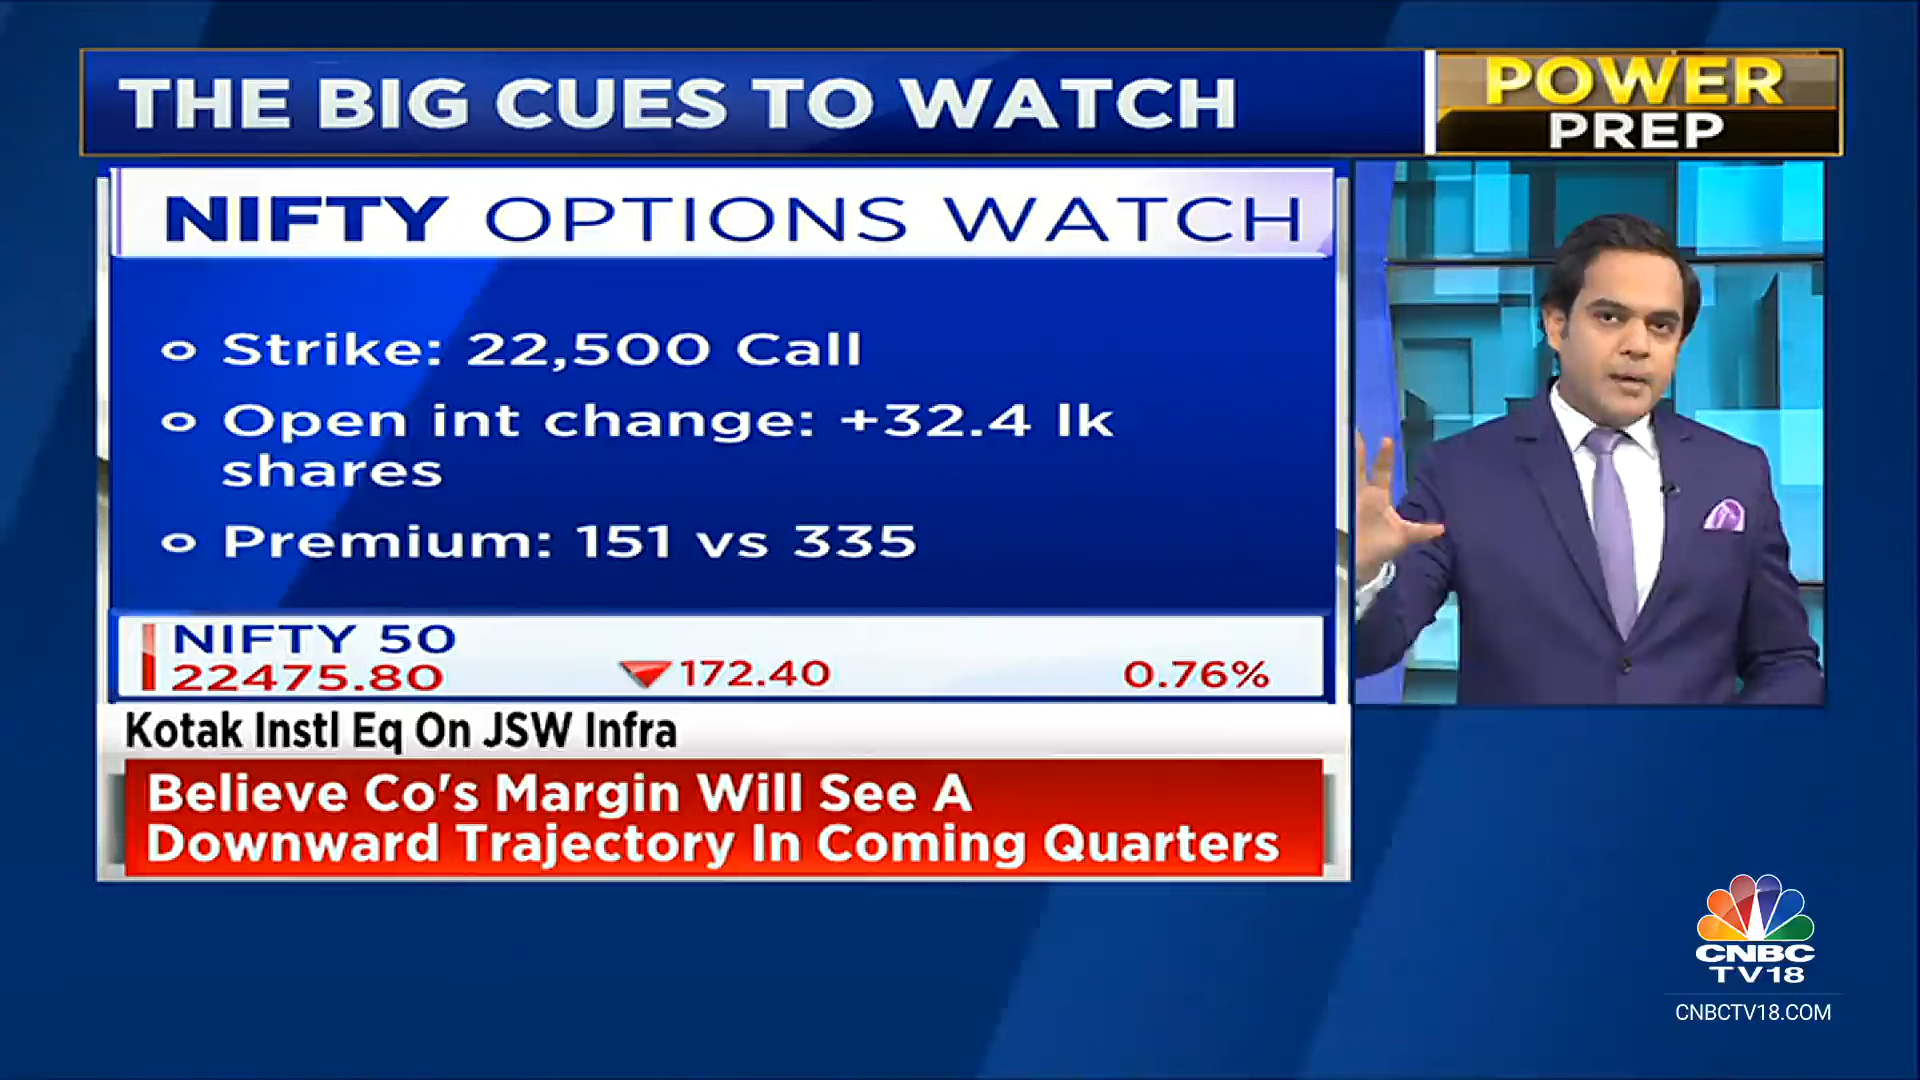 THE BIG CUES TO WATCH
POWER
PREP
NIFTY OPTIONS WATCH
Strike: 22,500 Call
Open int change: +32.4 lk
shares
Premium: 151 vs 335
NIFTY 50
22475.80 172.40 0.76%
Kotak Instl Eq On JSW Infra
Believe Co's Margin Will See A
Downward Trajectory In Coming Quarters
CNBC
TV18
CNBCTV18.COM